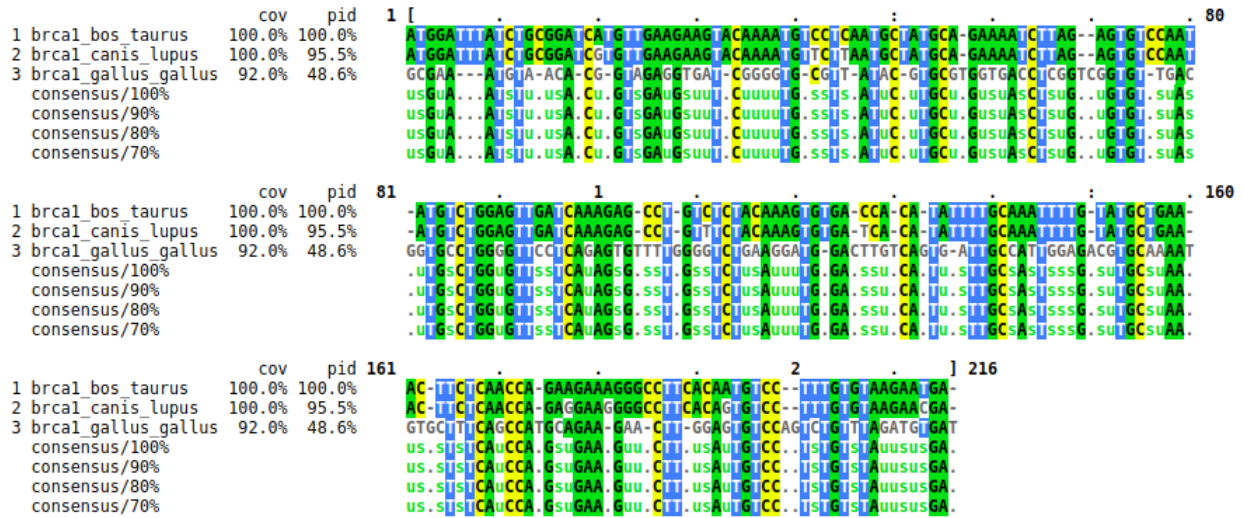 cov pid 1 [ . . . . : . . . 80
1 brca1_bos_taurus 100.0% 100.0% ATGGATTTATCTGCGGATCATGTTGAAGAAGTACAAAATGTCCTCAATGCTATGCA-GAAAATCTTAG--AGTGTCCAAT
2 brca1_canis_lupus 100.0% 95.5% ATGGATTTATCTGCGGATCGTGTTGAAGAAGTACAAAATGTTCTTAATGCTATGCA-GAAAATCTTAG--AGTGTCCAAT
3 brca1_gallus_gallus 92.0% 48.6% GCGAA---ATGTA-ACA-CG-GTAGAGGTGAT-CGGGGTG-CGTT-ATAC-GTGCGTGGTGACCTCGGTCGGTGT-TGAC
consensus/100% usGuA...ATsTu.usA.Cu.GTsGAuGsuuT.CuuuuTG.ssTs.ATuC.uTGCu.GusuAsCTsuG..uGTGT.suAs
consensus/90% usGuA...ATsTu.usA.Cu.GTsGAuGsuuT.CuuuuTG.ssTs.ATuC.uTGCu.GusuAsCTsuG..uGTGT.suAs
consensus/80% usGuA...ATsTu.usA.Cu.GTsGAuGsuuT.CuuuuTG.ssTs.ATuC.uTGCu.GusuAsCTsuG..uGTGT.suAs
consensus/70% usGuA...ATsTu.usA.Cu.GTsGAuGsuuT.CuuuuTG.ssTs.ATuC.uTGCu.GusuAsCTsuG..uGTGT.suAs
cov pid 81 . 1 . . . . : . 160
1 brca1_bos_taurus 100.0% 100.0% -ATGTCTGGAGTTGATCAAAGAG-CCT-GTCTCTACAAAGTGTGA-CCA-CA-TATTTTGCAAATTTTG-TATGCTGAA-
2 brca1_canis_lupus 100.0% 95.5% -ATGTCTGGAGTTGATCAAAGAG-CCT-GTTTCTACAAAGTGTGA-TCA-CA-TATTTTGCAAATTTTG-TATGCTGAA-
3 brca1_gallus_gallus 92.0% 48.6% GGTGCCTGGGGTTCCTCAGAGTGTTTTGGGGTCTGAAGGATG-GACTTGTCAGTG-ATTGCCATTGGAGACGTGCAAAAT
consensus/100% .uTGsCTGGuGTTssTCAuAGsG.ssT.GssTCTusAuuuTG.GA.ssu.CA.Tu.sTTGCsAsTsssG.suTGCsuAA.
consensus/90% .uTGsCTGGuGTTssTCAuAGsG.ssT.GssTCTusAuuuTG.GA.ssu.CA.Tu.sTTGCsAsTsssG.suTGCsuAA.
consensus/80% .uTGsCTGGuGTTssTCAuAGsG.ssT.GssTCTusAuuuTG.GA.ssu.CA.Tu.sTTGCsAsTsssG.suTGCsuAA.
consensus/70% .uTGsCTGGuGTTssTCAuAGsG.ssT.GssTCTusAuuuTG.GA.ssu.CA.Tu.sTTGCsAsTsssG.suTGCsuAA.
cov pid 161 . . . 2 . ] 216
1 brca1_bos_taurus 100.0% 100.0% AC-TTCTCAACCA-GAAGAAAGGGCCTTCACAATGTCC--TTTGTGTAAGAATGA-
2 brca1_canis_lupus 100.0% 95.5% AC-TTCTCAACCA-GAGGAAGGGGCCTTCACAGTGTCC--TTTGTGTAAGAACGA-
3 brca1_gallus_gallus 92.0% 48.6% GTGCTTTCAGCCATGCAGAA-GAA-CTT-GGAGTGTCCAGTCTGTTTAGATGTGAT
consensus/100% us.sTsTCAuCCA.GsuGAA.Guu.CTT.usAuTGTCC..TsTGTsTAuususGA.
consensus/90% us.sTsTCAuCCA.GsuGAA.Guu.CTT.usAuTGTCC..TsTGTsTAuususGA.
consensus/80% us.sTsTCAuCCA.GsuGAA.Guu.CTT.usAuTGTCC..TsTGTsTAuususGA.
consensus/70% us.sTsTCAuCCA.GsuGAA.Guu.CTT.usAuTGTCC..TsTGTsTAuususGA.